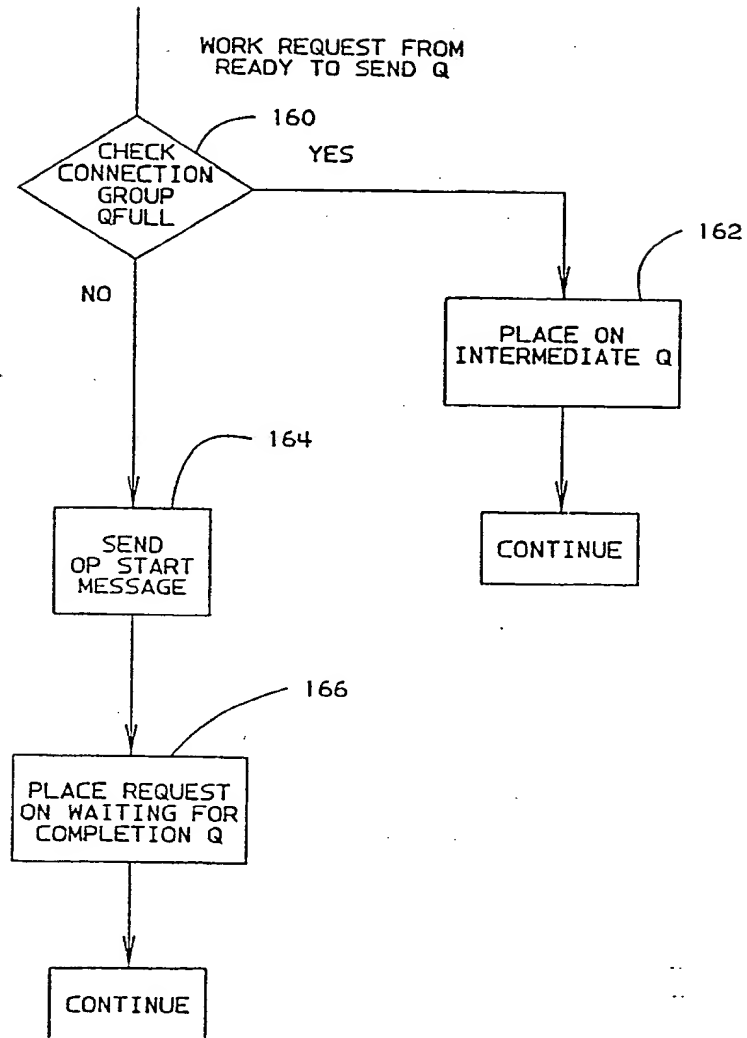 WORK REQUEST FROM
READY TO SEND Q
160
CHECK
CONNECTION
GROUP
QFULL
YES
162
NO
PLACE ON
INTERMEDIATE Q
164
SEND
OP START
MESSAGE
CONTINUE
166
PLACE REQUEST
ON WAITING FOR
COMPLETION Q
CONTINUE